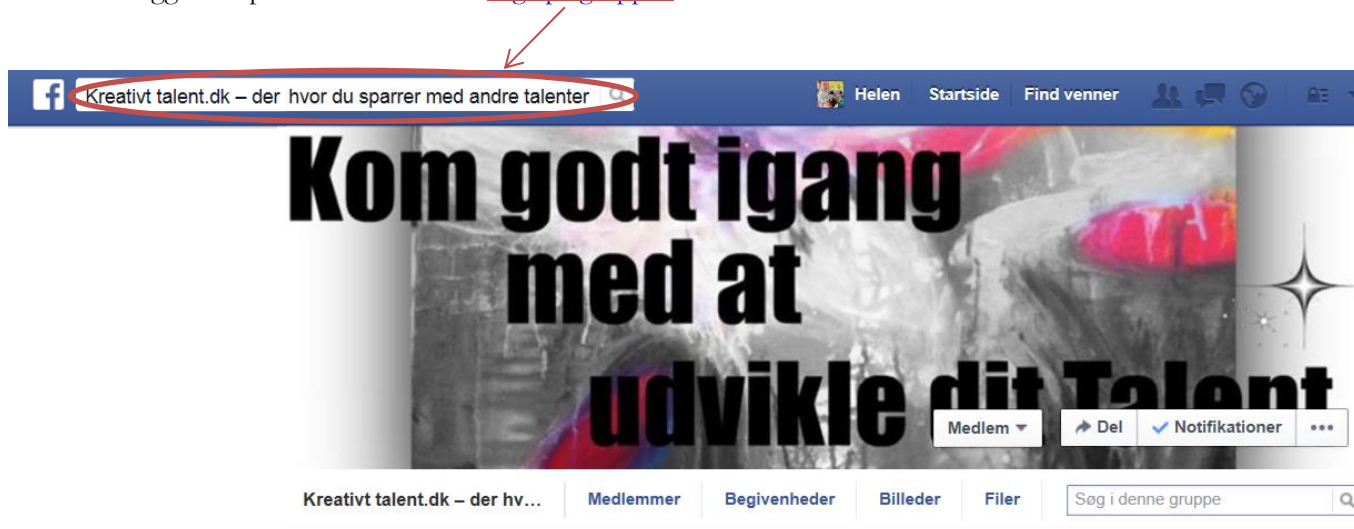 Kreativt talent.dk – der hvor du sparrer med andre talenter
Helen Startside Find venner
Kom godt igang
med at
udvikle dit Talent
Medlem Del Notifikationer
Kreativt talent.dk – der hv... Medlemmer Begivenheder Billeder Filer Søg i denne gruppe